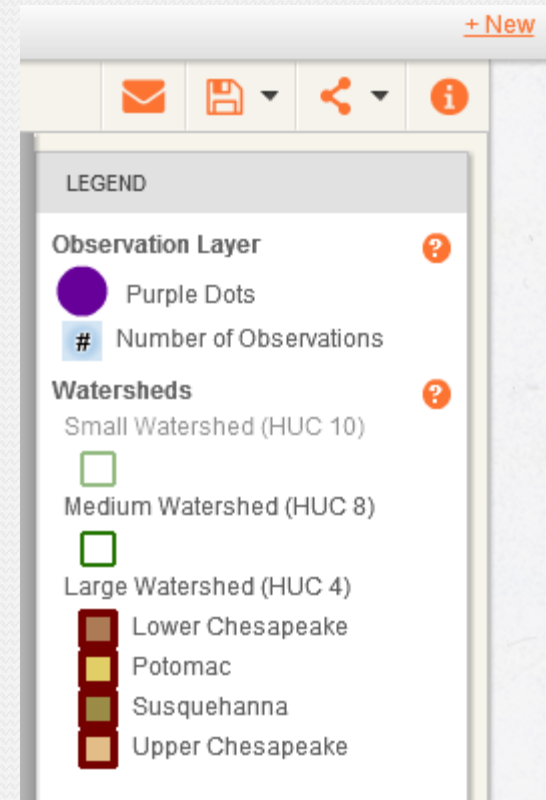 + New
LEGEND
Observation Layer
?
Purple Dots
# Number of Observations
Watersheds
?
Small Watershed (HUC 10)
Medium Watershed (HUC 8)
Large Watershed (HUC 4)
Lower Chesapeake
Potomac
Susquehanna
Upper Chesapeake